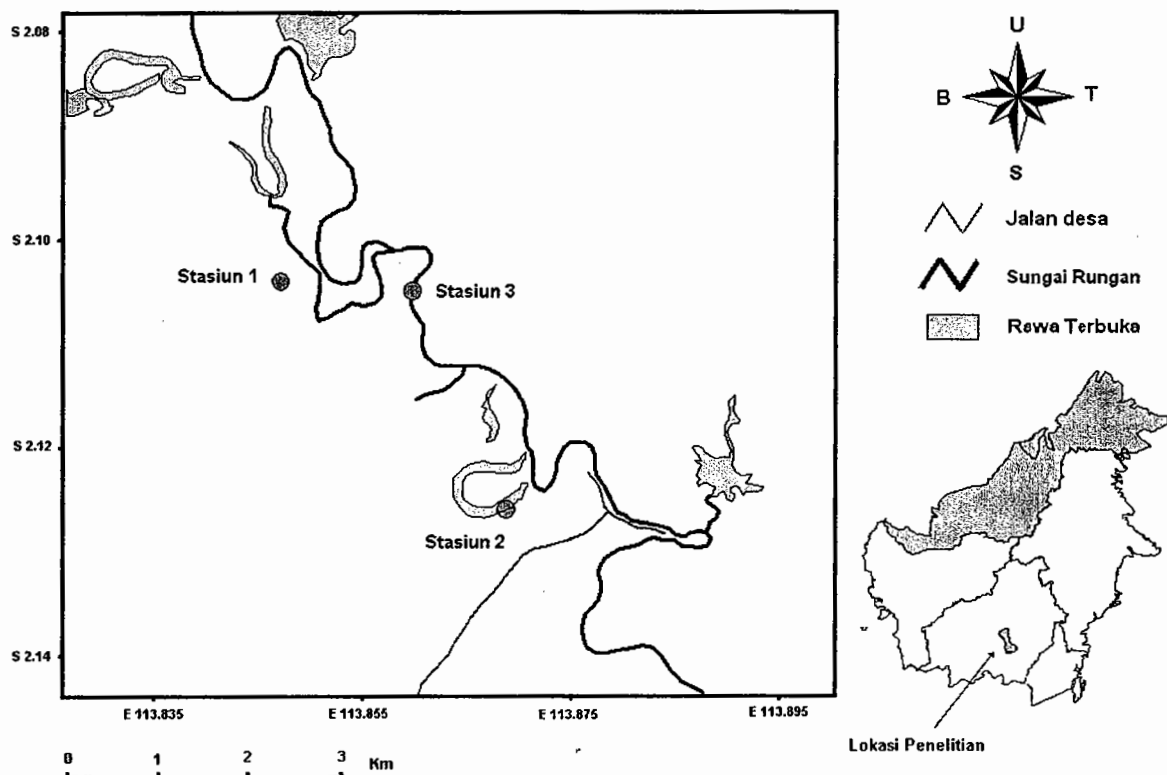 S 2.08
S 2.10
S 2.12
S 2.14
Stasiun 1
Stasiun 3
Stasiun 2
E 113.835
E 113.855
E 113.875
E 113.895
0 1 2 3 Km
U
B T
S
Jalan desa
Sungai Rungan
Rawa Terbuka
Lokasi Penelitian